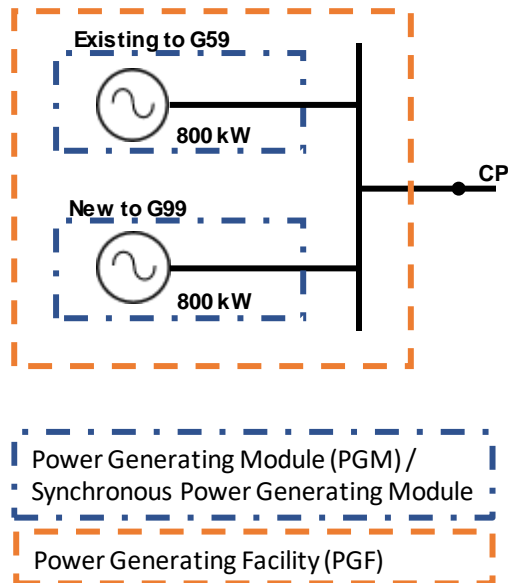 Existing to G59
800 kW
CP
New to G99
800 kW
Power Generating Module (PGM) /
Synchronous Power Generating Module
Power Generating Facility (PGF)